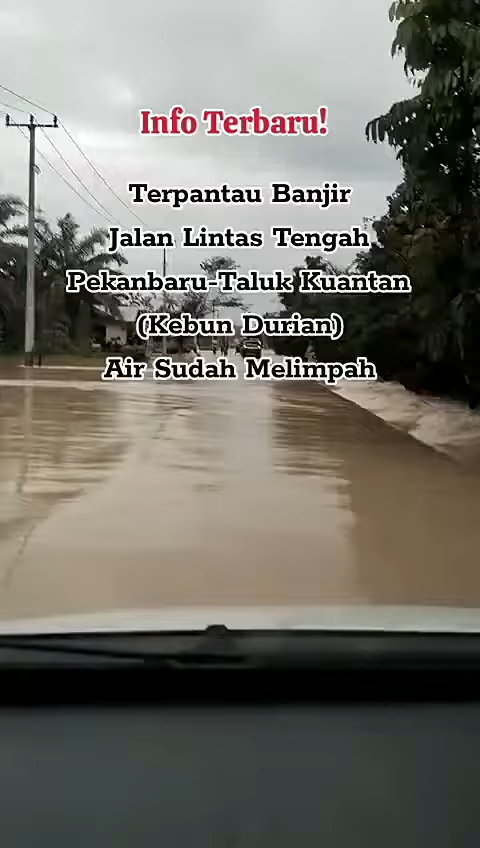 Info Terbaru!
Terpantau Banjir
Jalan Lintas Tengah
Pekanbaru-Taluk Kuantan
(Kebun Durian)
Air Sudah Melimpah